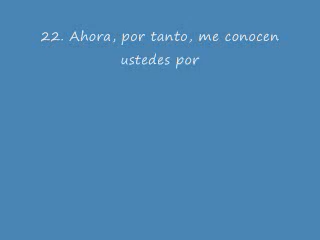 22. Ahora, por tanto, me conocen
ustedes por